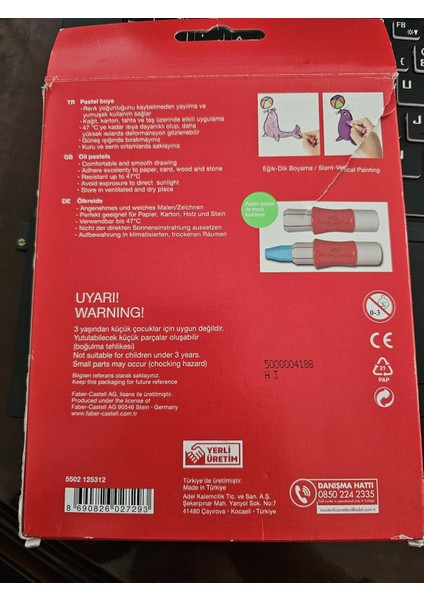 TR Pastel boya
- Renk yoğunluğunu kaybetmeden yayılma ve
yumuşak kullanım sağlar
- Kağıt, karton, tahta ve taş üzerinde etkili uygulama
- 47 °C'ye kadar ısıya dayanıklı olup, daha
yüksek ısılarda deformasyon gözlenebilir
- Güneş ışığında bırakmayınız
- Kuru ve serin ortamlarda saklayınız
GB Oil pastels
- Comfortable and smooth drawing
- Adhere excelenty to paper, card, wood and stone
- Resistant up to 47°C
- Avoid exposure to direct sunlight
- Store in ventilated and dry place
DE Ölkreide
- Angenehmes und weiches Malen/Zeichnen
- Perfekt geeignet für Papier, Karton, Holz und Stein
- Verwendbar bis 47°C
- Nicht der direkten Sonneneinstrahlung aussetzen
- Aufbewahrung in klimatisierten, trockenen Räumen
Eğik-Dik Boyama / Slant-Vertical Painting
UYARI!
WARNING!
3 yaşından küçük çocuklar için uygun değildir.
Yutulabilecek küçük parçalar oluşabilir
(boğulma tehlikesi)
Not suitable for children under 3 years.
Small parts may occur (chocking hazard)
Bilgileri referans olarak saklayınız.
Keep this packaging for future reference
Faber-Castell AG, lisansı ile üretilmiştir.
Produced under the license of
Faber-Castell AG 90546 Stein - Germany
www.faber-castell.com
0-3
CE
21
PAP
5000004188
H 3
YERLİ
ÜRETİM
5502 125312
8 690826 027293
Türkiye'de üretilmiştir.
Made in Türkiye
Adel Kalemcilik Tic. ve San. A.Ş.
Şekerpınar Mah. Yanyol Sok. No:7
41480 Çayırova - Kocaeli - Türkiye
DANIŞMA HATTI
0850 224 2335
F8